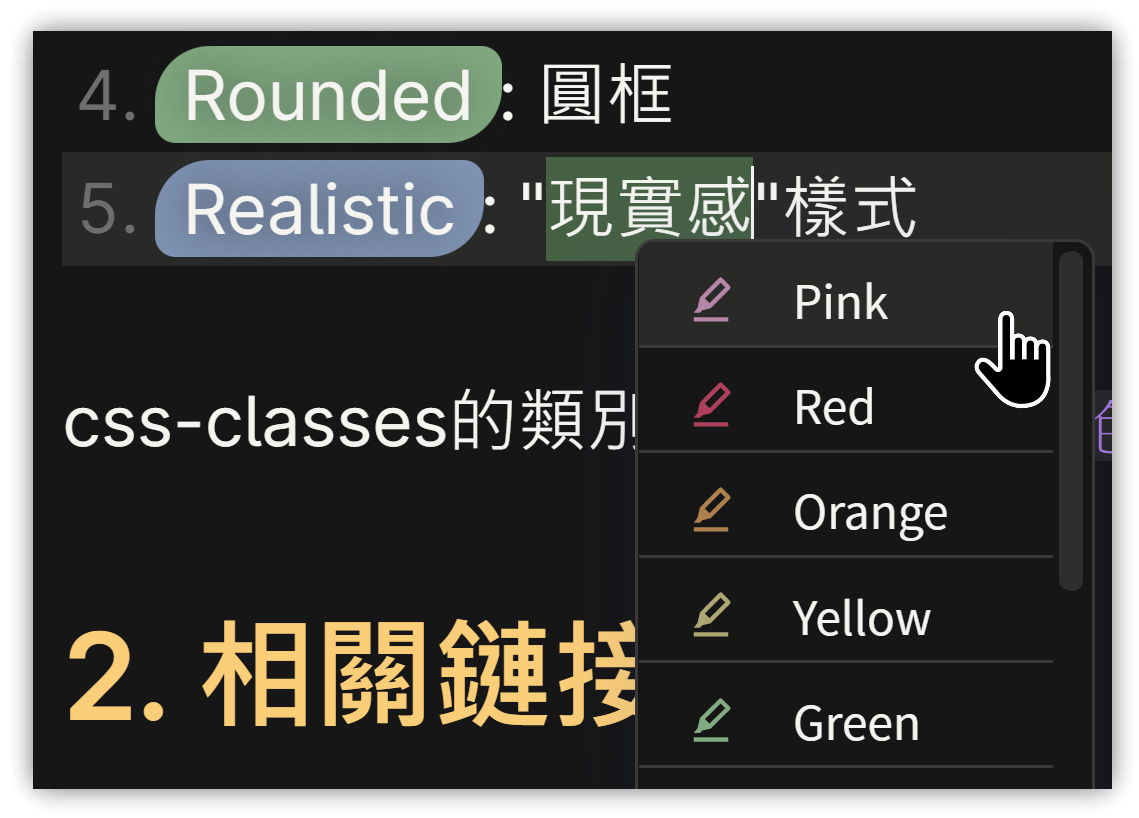 4. Rounded : 圓框
5. Realistic : "現實感"樣式
Pink
Red
css-classes的類別
Orange
Yellow
2. 相關鏈接
Green